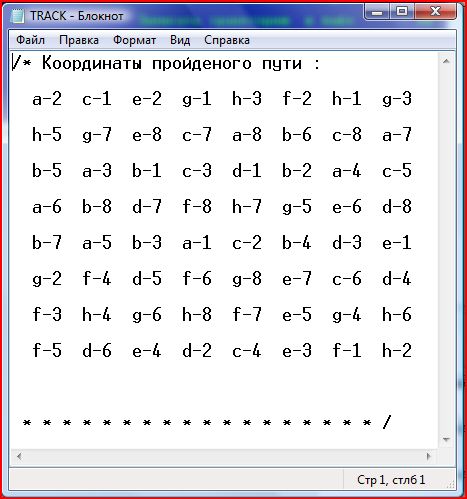 TRACK - Блокнот
Файл Правка Формат Вид Справка
/* Координаты пройденого пути :
a-2 c-1 e-2 g-1 h-3 f-2 h-1 g-3
h-5 g-7 e-8 c-7 a-8 b-6 c-8 a-7
b-5 a-3 b-1 c-3 d-1 b-2 a-4 c-5
a-6 b-8 d-7 f-8 h-7 g-5 e-6 d-8
b-7 a-5 b-3 a-1 c-2 b-4 d-3 e-1
g-2 f-4 d-5 f-6 g-8 e-7 c-6 d-4
f-3 h-4 g-6 h-8 f-7 e-5 g-4 h-6
f-5 d-6 e-4 d-2 c-4 e-3 f-1 h-2
* * * * * * * * * * * * * * * * * * /
Стр 1, стлб 1